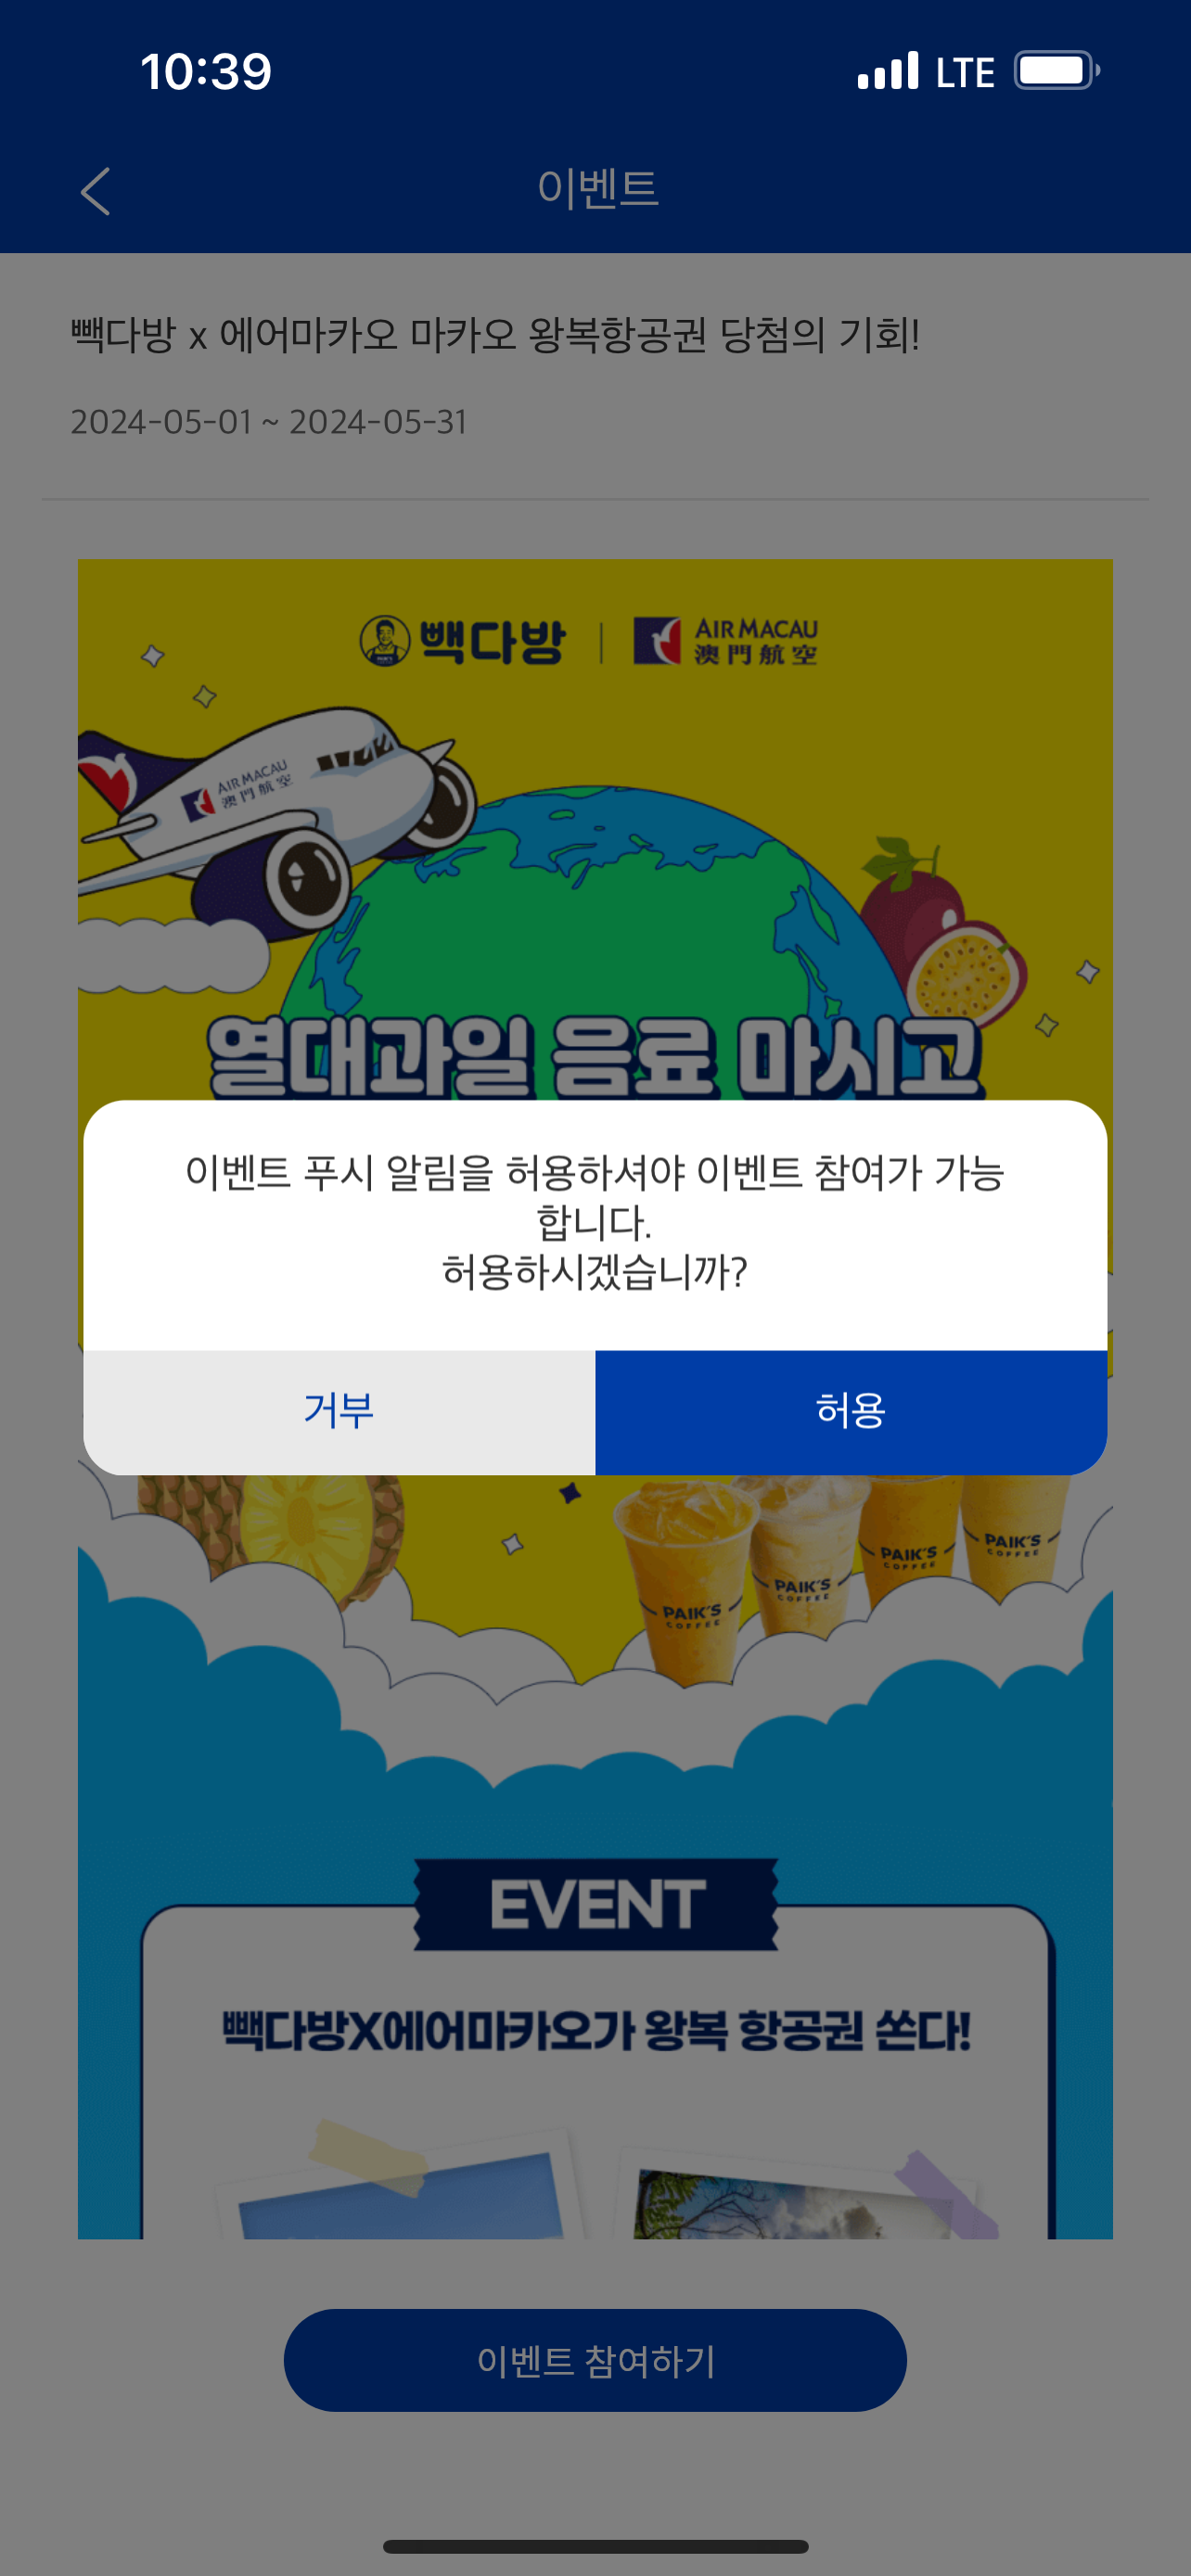 10:39
LTE
이벤트
빽다방 x 에어마카오 마카오 왕복항공권 당첨의 기회!
2024-05-01 ~ 2024-05-31
빽다방
AIR MACAU
澳門航空
AIR MACAU
澳門航空
열대과일 음료 마시고
이벤트 푸시 알림을 허용하셔야 이벤트 참여가 가능
합니다.
허용하시겠습니까?
거부
허용
PAIK'S
COFFEE
PAIK'S
COFFEE
PAIK'S
COFFEE
PAIK'S
COFFEE
EVENT
빽다방X에어마카오가 왕복 항공권 쏜다!
이벤트 참여하기